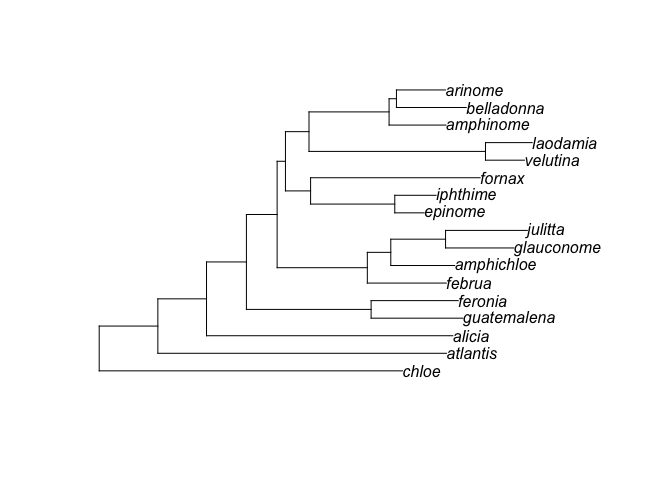 arinome
belladonna
amphinome
laodamia
velutina
fornax
iphthime
epinome
julitta
glauconome
amphichloe
februa
feronia
guatemalena
alicia
atlantis
chloe